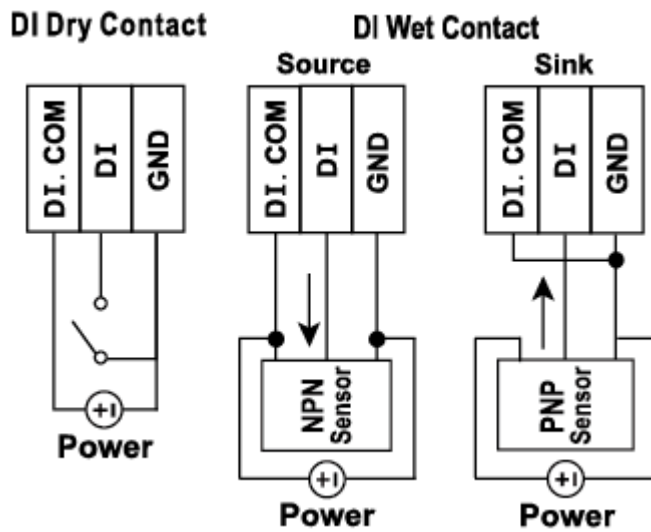 DI Dry Contact
DI. COM
DI
GND
Power
DI Wet Contact
Source
DI. COM
DI
GND
NPN
Sensor
Power
Sink
DI. COM
DI
GND
PNP
Sensor
Power